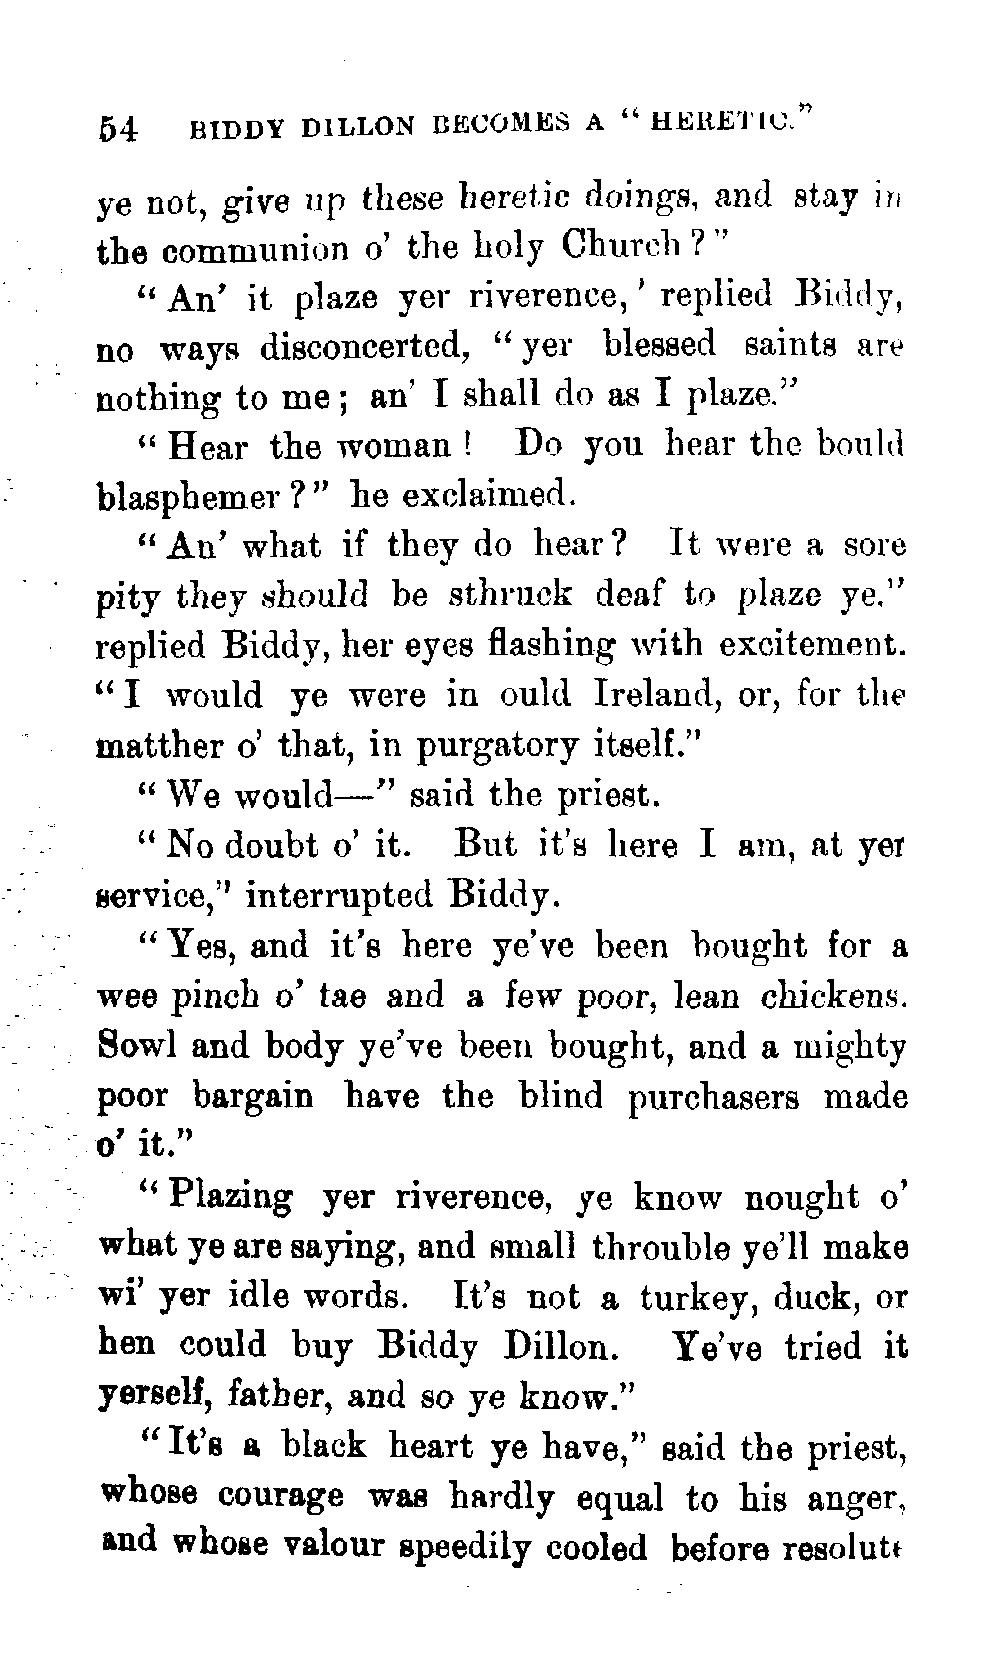 54 BIDDY DILLON BECOMES A "HERETIC."
ye not, give up these heretic doings, and stay in
the communion o' the holy Church?"
"An' it plaze yer riverence,' replied Biddy,
no ways disconcerted, "yer blessed saints are
nothing to me; an' I shall do as I plaze."
"Hear the woman! Do you hear the bould
blasphemer?" he exclaimed.
"An' what if they do hear? It were a sore
pity they should be sthruck deaf to plaze ye."
replied Biddy, her eyes flashing with excitement.
"I would ye were in ould Ireland, or, for the
matther o' that, in purgatory itself."
"We would—" said the priest.
"No doubt o' it. But it's here I am, at yer
service," interrupted Biddy.
"Yes, and it's here ye've been bought for a
wee pinch o' tae and a few poor, lean chickens.
Sowl and body ye've been bought, and a mighty
poor bargain have the blind purchasers made
o' it."
"Plazing yer riverence, ye know nought o'
what ye are saying, and small throuble ye'll make
wi' yer idle words. It's not a turkey, duck, or
hen could buy Biddy Dillon. Ye've tried it
yerself, father, and so ye know."
"It's a black heart ye have," said the priest,
whose courage was hardly equal to his anger,
and whose valour speedily cooled before resolute